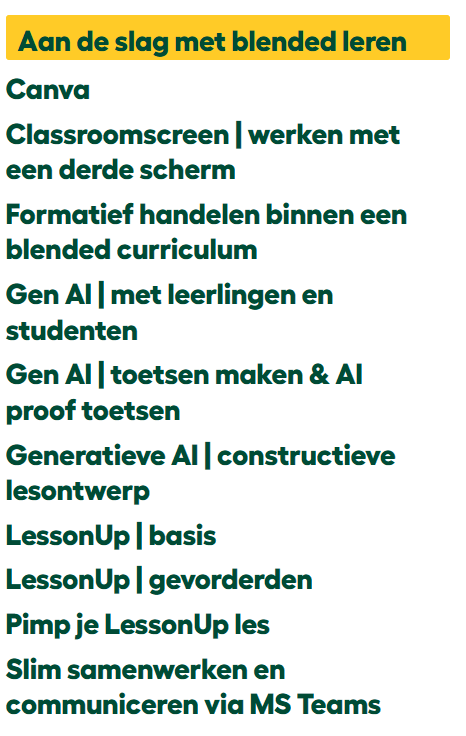 Aan de slag met blended leren
Canva
Classroomscreen | werken met
een derde scherm
Formatief handelen binnen een
blended curriculum
Gen AI | met leerlingen en
studenten
Gen AI | toetsen maken & AI
proof toetsen
Generatieve AI | constructieve
lesontwerp
LessonUp | basis
LessonUp | gevorderden
Pimp je LessonUp les
Slim samenwerken en
communiceren via MS Teams